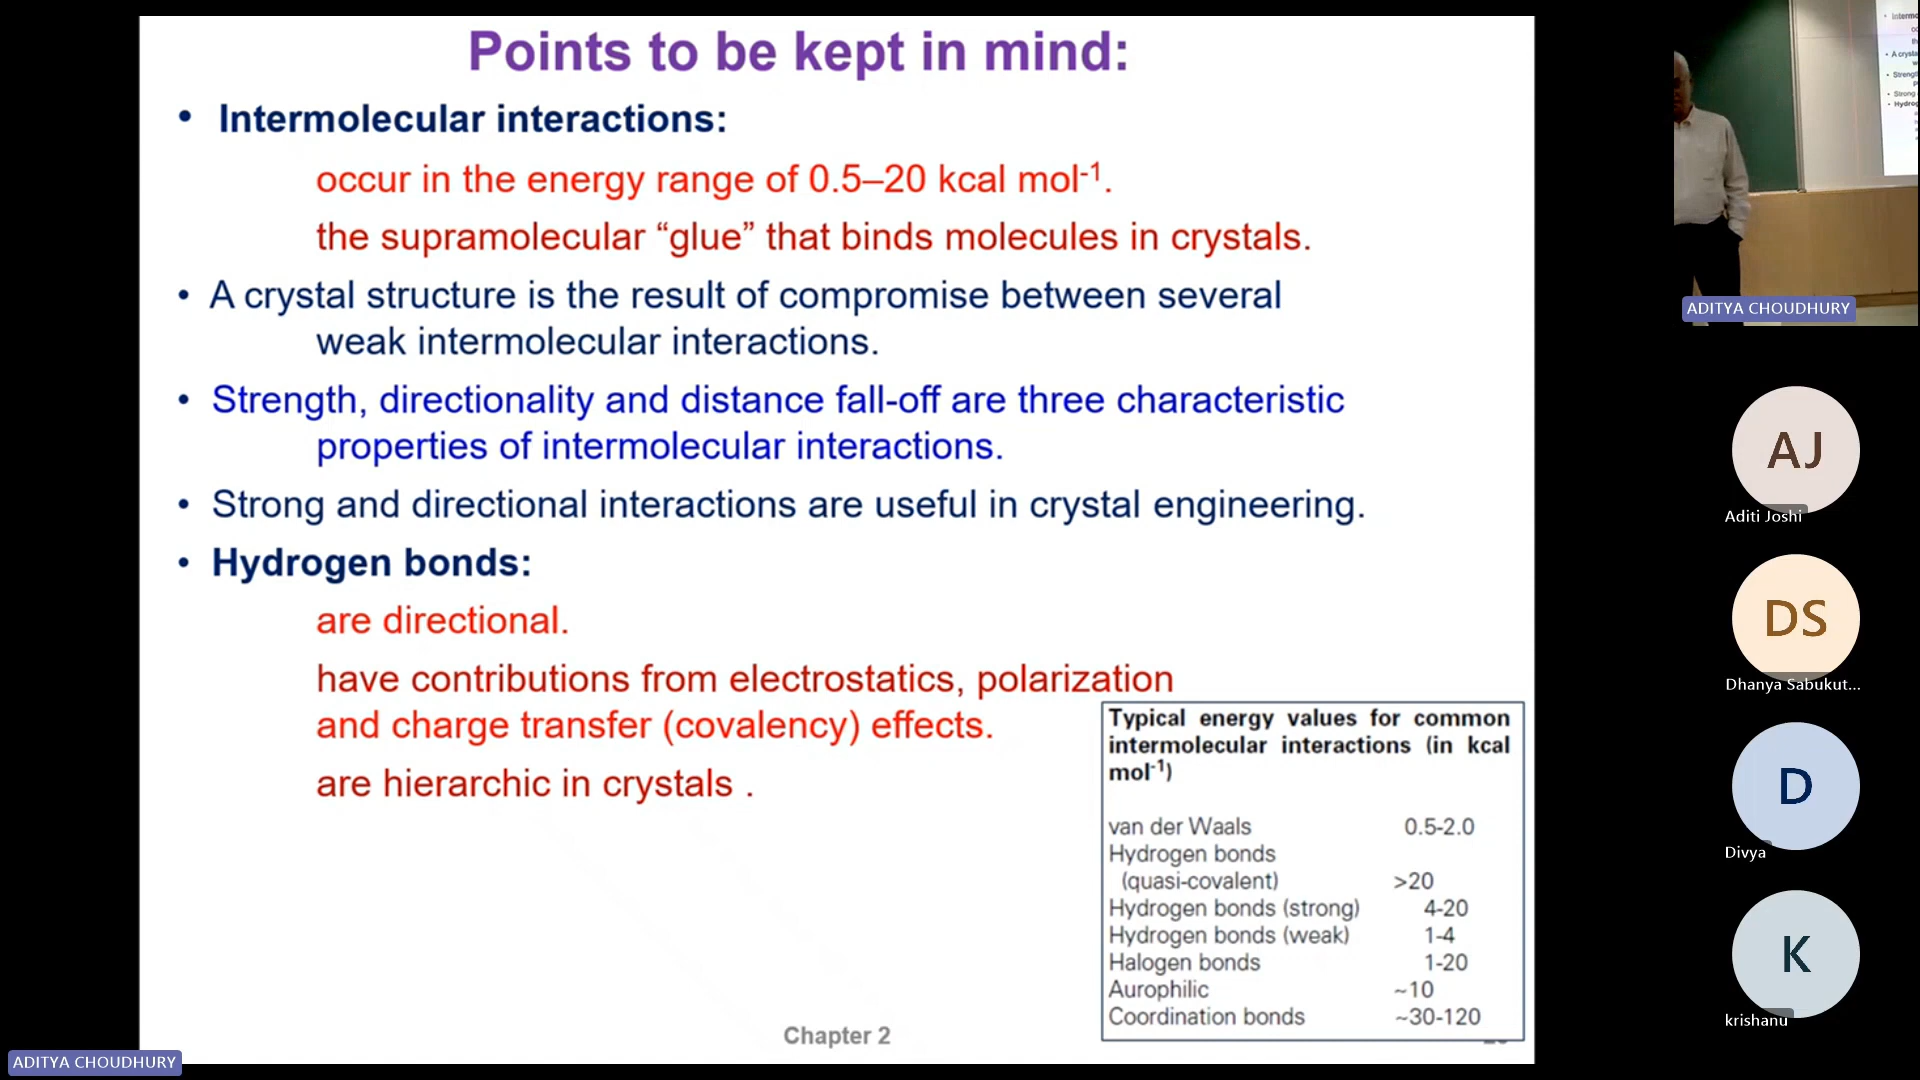 Points to be kept in mind:
• Intermolecular interactions:
occur in the energy range of 0.5–20 kcal mol-1.
the supramolecular “glue” that binds molecules in crystals.
• A crystal structure is the result of compromise between several
weak intermolecular interactions.
• Strength, directionality and distance fall-off are three characteristic
properties of intermolecular interactions.
• Strong and directional interactions are useful in crystal engineering.
• Hydrogen bonds:
are directional.
have contributions from electrostatics, polarization
and charge transfer (covalency) effects.
are hierarchic in crystals .
Typical energy values for common
intermolecular interactions (in kcal
mol-1)
van der Waals 0.5-2.0
Hydrogen bonds
(quasi-covalent) >20
Hydrogen bonds (strong) 4-20
Hydrogen bonds (weak) 1-4
Halogen bonds 1-20
Aurophilic ~10
Coordination bonds ~30-120
Chapter 2
ADITYA CHOUDHURY
ADITYA CHOUDHURY
AJ
Aditi Joshi
DS
Dhanya Sabukut...
D
Divya
K
krishanu